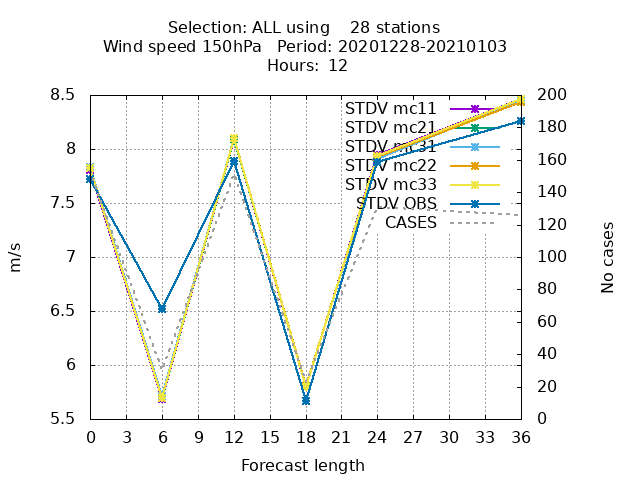 Selection: ALL using    28 stations
Wind speed 150hPa   Period: 20201228-20210103
Hours: 12
8.5
8
7.5
7
6.5
6
5.5
200
180
160
140
120
100
80
60
40
20
0
STDV mc11
STDV mc21
STDV mc31
STDV mc22
STDV mc33
STDV OBS
CASES
m/s
No cases
0 3 6 9 12 15 18 21 24 27 30 33 36
Forecast length